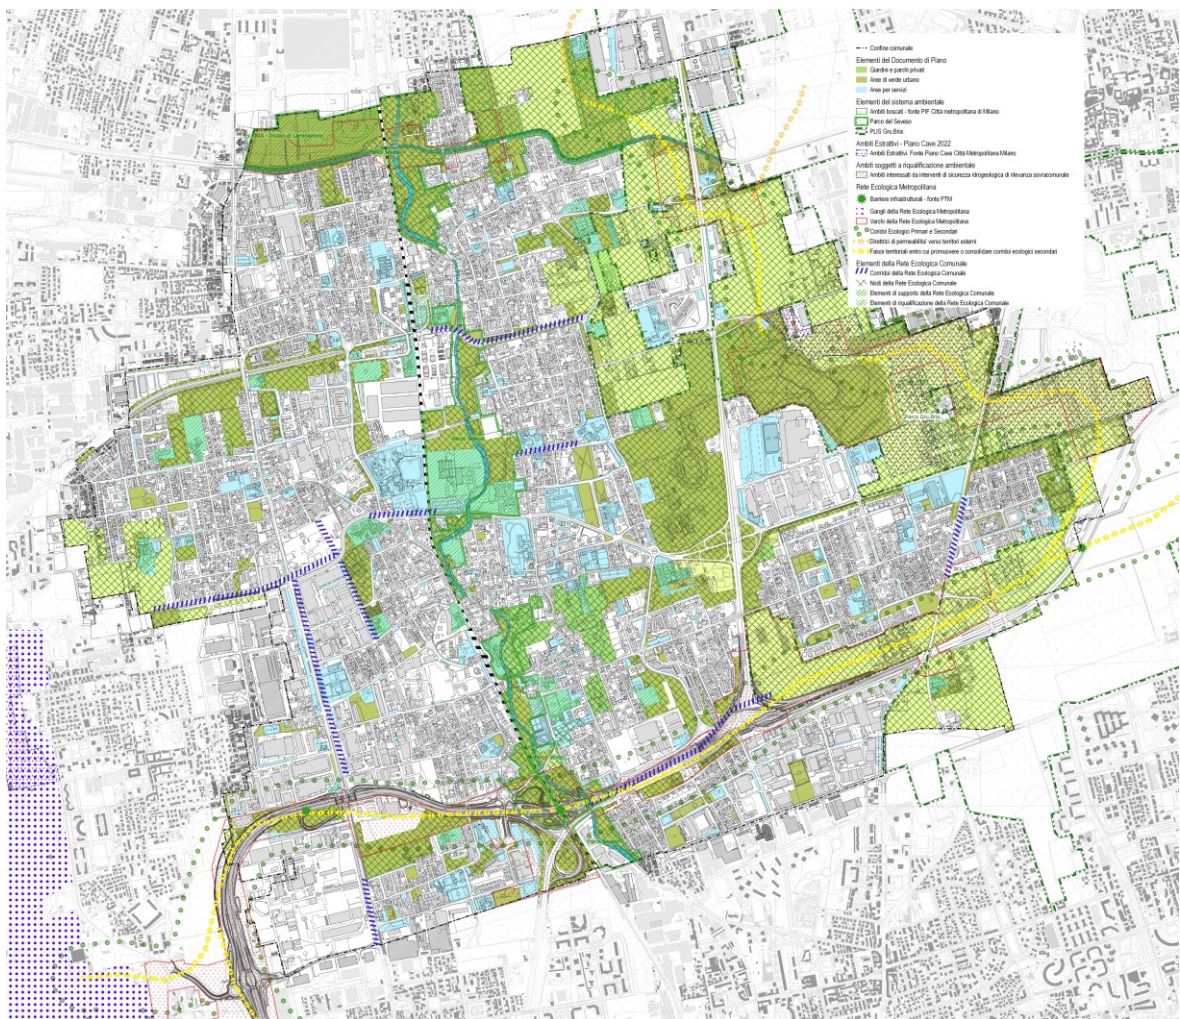 Confine comunale
Elementi del Documento di Piano
Giardini e parchi privati
Aree di verde urbano
Aree per servizi
Elementi del sistema ambientale
Ambiti boscati - fonte PIF Città metropolitana di Milano
Parco del Seveso
PLIS Gru.Bria
Ambiti Estrattivi - Piano Cave 2022
Ambiti Estrattivi. Fonte Piano Cave Città Metropolitana Milano
Ambiti soggetti a riqualificazione ambientale
Ambiti interessati da interventi di sicurezza idrogeologica di rilevanza sovracomunale
Rete Ecologica Metropolitana
Barriere infrastrutturali - fonte PTM
Gangli della Rete Ecologica Metropolitana
Varchi della Rete Ecologica Metropolitana
Corridoi Ecologici Primari e Secondari
Direttrici di permeabilita' verso territori esterni
Fasce territoriali entro cui promuovere o consolidare corridoi ecologici secondari
Elementi della Rete Ecologica Comunale
Corridoi della Rete Ecologica Comunale
Nodi della Rete Ecologica Comunale
Elementi di supporto della Rete Ecologica Comunale
Elementi di riqualificazione della Rete Ecologica Comunale
Parco Gru.Bria